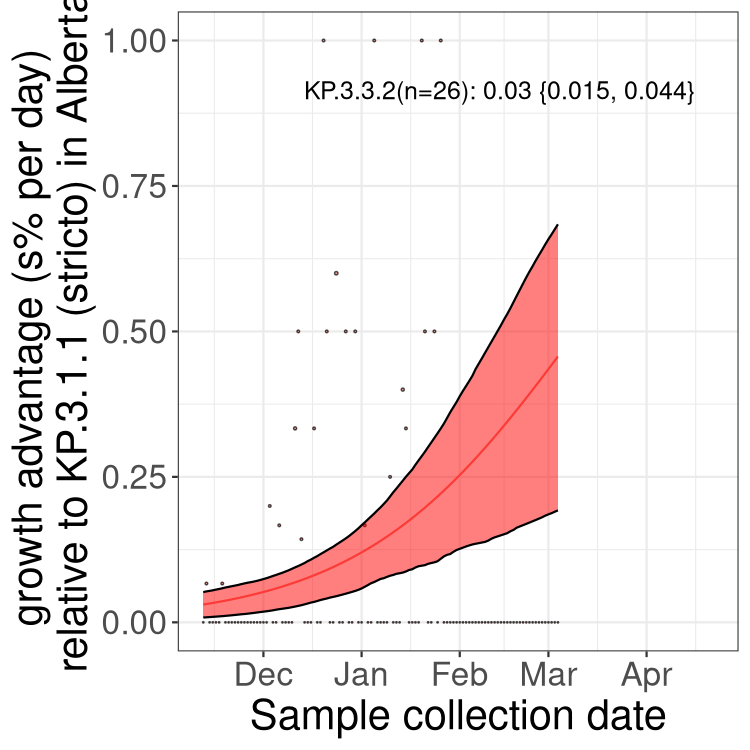 growth advantage (s% per day)
relative to KP.3.1.1 (stricto) in Alberta
1.00
0.75
0.50
0.25
0.00
KP.3.3.2(n=26): 0.03 {0.015, 0.044}
Dec Jan Feb Mar Apr
Sample collection date